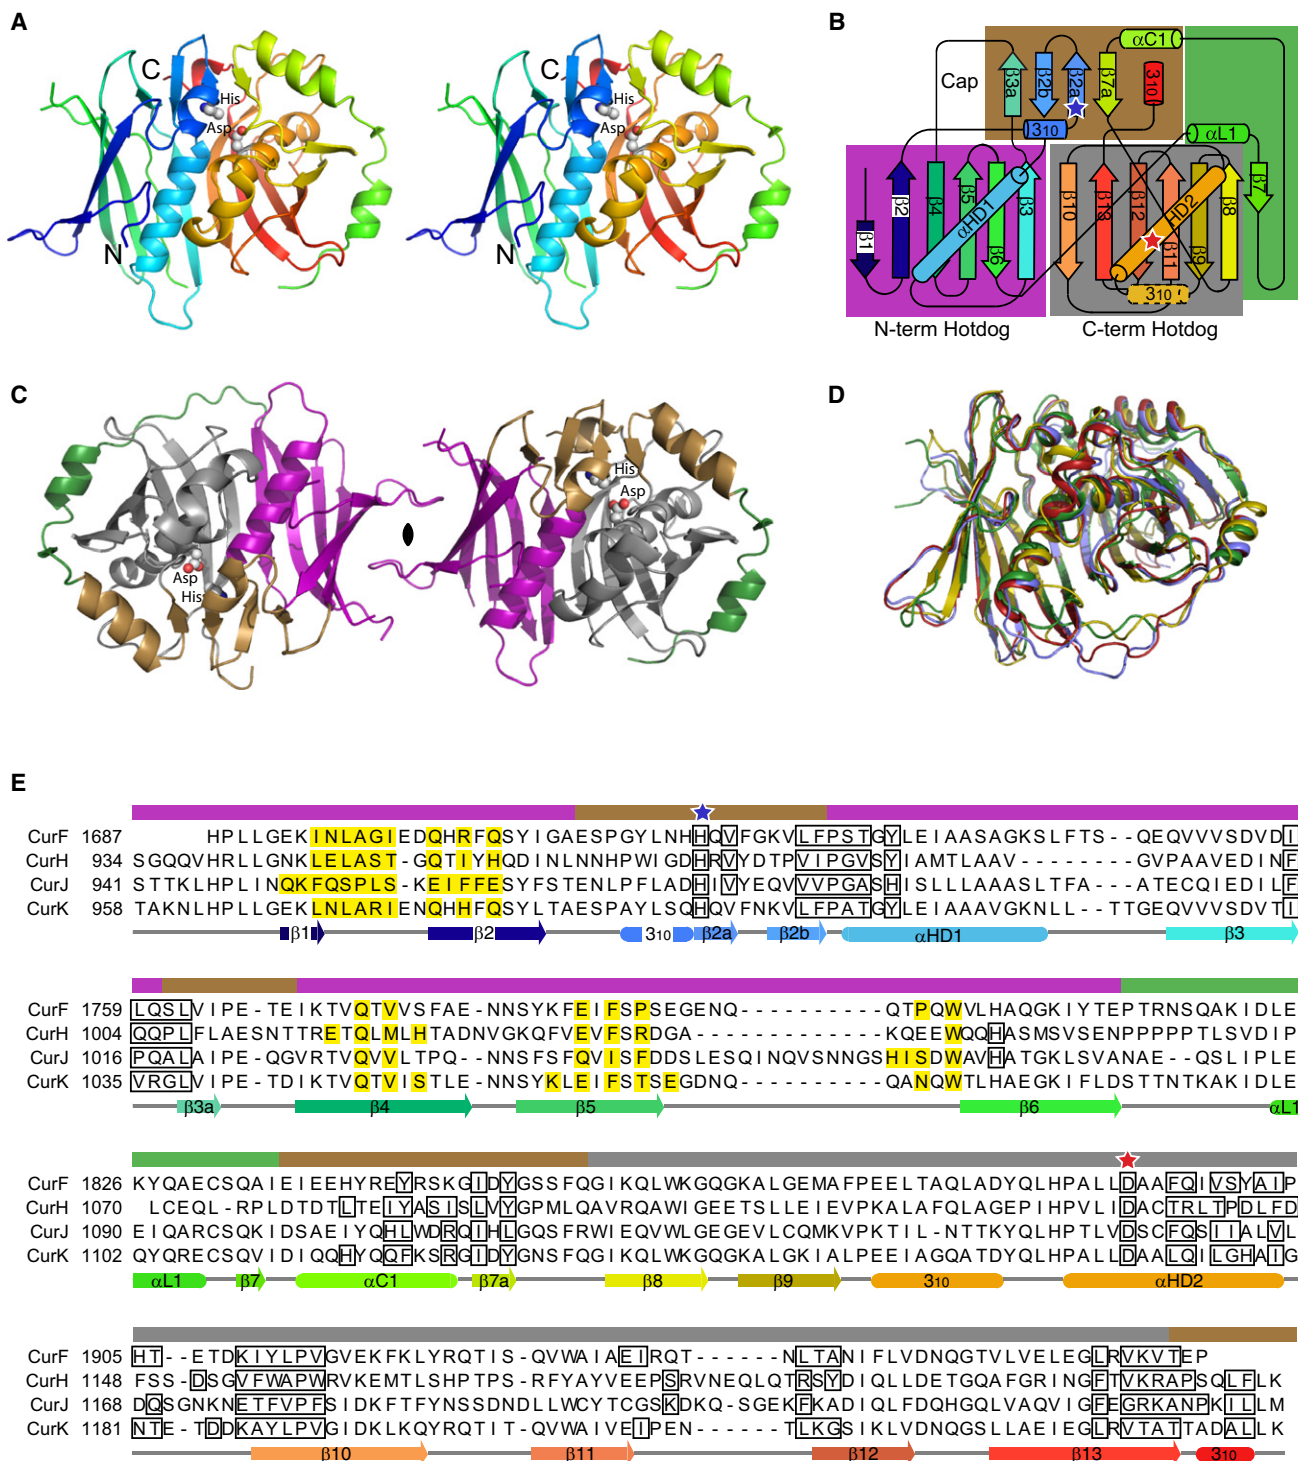 A
C
His
Asp
N
C
His
Asp
N
B
Cap
β3a
β2b
β2a
β7a
αC1
3₁₀
3₁₀
αL1
β7
β1
β2
β4
β5
αHD1
β6
β3
β10
β13
β12
HD2
β11
β9
β8
3₁₀
N-term Hotdog
C-term Hotdog
C
Asp
His
His
Asp
D
E
CurF 1687 HPLLGEKINLAGIEDQHRFQSYIGAESPGYLNHHQVFGKVLFPSTGYLEIAASAGKSLFTS--QEQVVVSDVDI
CurH 934 SGQQVHRLLGNKLELAST-GQTIYHQDINLNNHPWIGDHRVYDTPVIPGVSYIAMTLAAV--------GVPAAVEDINF
CurJ 941 STTKLHPLINQKFQSPLS-KEIFFESYFSTENLPFLADHIVYEQVVVPGASHISLLLAAASLTFA---ATECQIEDILF
CurK 958 TAKNLHPLLGEKLNLARIENQHHFQSYLTAESPAYLSQHQVFNKVLFPATGYLEIAAAVGKNLL--TTGEQVVVSDVTI
β1 β2 3₁₀ β2a β2b αHD1 β3
CurF 1759 LQSLVIPE-TEIKTVQTVVSFAE-NNSYKFEIFSPSEGENQ----------QTPQWVLHAQGKIYTEPTRNSQAKIDLE
CurH 1004 QQPLFLAESNTTRETQLMLHTADNVGKQFVEVFSRDGA-------------KQEEWQQHASMSVSENPPPPPTLSVDIP
CurJ 1016 PQALAIPE-QGVRTVQVVLTPQ--NNSFSFQVISFDDSLESQINQVSNNGSHISDWAVHATGKLSVANAE--QSLIPLE
CurK 1035 VRGLVIPE-TDIKTVQTVISTLE-NNSYKLEIFSTSEGDNQ----------QANQWTLHAEGKIFLDSTTNTKAKIDLE
β3a β4 β5 β6 αL1
CurF 1826 KYQAECSQAIEIEEHYREYRSKGIDYGSSFQGIKQLWKGQGKALGEMAFPEELTAQLADYQLHPALLDAAFQIVSYAIP
CurH 1070 LCEQL-RPLDTDTLTEIYASISLVYGPMLQAVRQAWIGEETSLLEIEVPKALAFQLAGEPIHPVLIDACTRLTPDLFD
CurJ 1090 EIQARCSQKIDSAEIYQHLWDRQIHLGQSFRWIEQVWLGEGEVLCQMKVPKTIL-NTTKYQLHPTLVDSCFQSIIALVL
CurK 1102 QYQRECSQVIDIQQHYQQFKSRGIDYGNSFQGIKQLWKGQGKALGKIALPEEIAGQATDYQLHPALLDAALQILGHAIG
αL1 β7 αC1 β7a β8 β9 3₁₀ αHD2
CurF 1905 HT--ETDKIYLPVGVEKFKLYRQTIS-QVWAIAEIRQT------NLTANIFLVDNQGTVLVELEGLRVKVTEP
CurH 1148 FSS-DSGVFWAPWRVKEMTLSHPTPS-RFYAYVEEPSRVNEQLQTRSYDIQLLDETGQAFGRINGFTVKRAPSQLFLK
CurJ 1168 DQSGNKNETFVPFSIDKFTFYNSSDNDLLWCYTCGSKDKQ-SGEKFKADIQLFDQHGQLVAQVIGFEGRKANPKILLM
CurK 1181 NTE-TDDKAYLPVGIDKLKQYRQTIT-QVWAVEIPEN------TLKGSIKLVDNQGSLLAEIEGLRVTATTADALLK
β10 β11 β12 β13 3₁₀